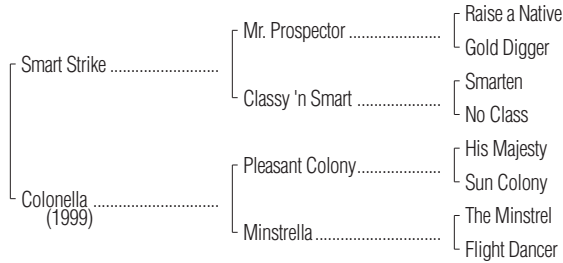 Raise a Native
Mr. Prospector ....................
Gold Digger
Smart Strike ........................
Smarten
Classy 'n Smart ..................
No Class
His Majesty
Pleasant Colony..................
Sun Colony
Colonella ............................
(1999)
The Minstrel
Minstrella ...........................
Flight Dancer